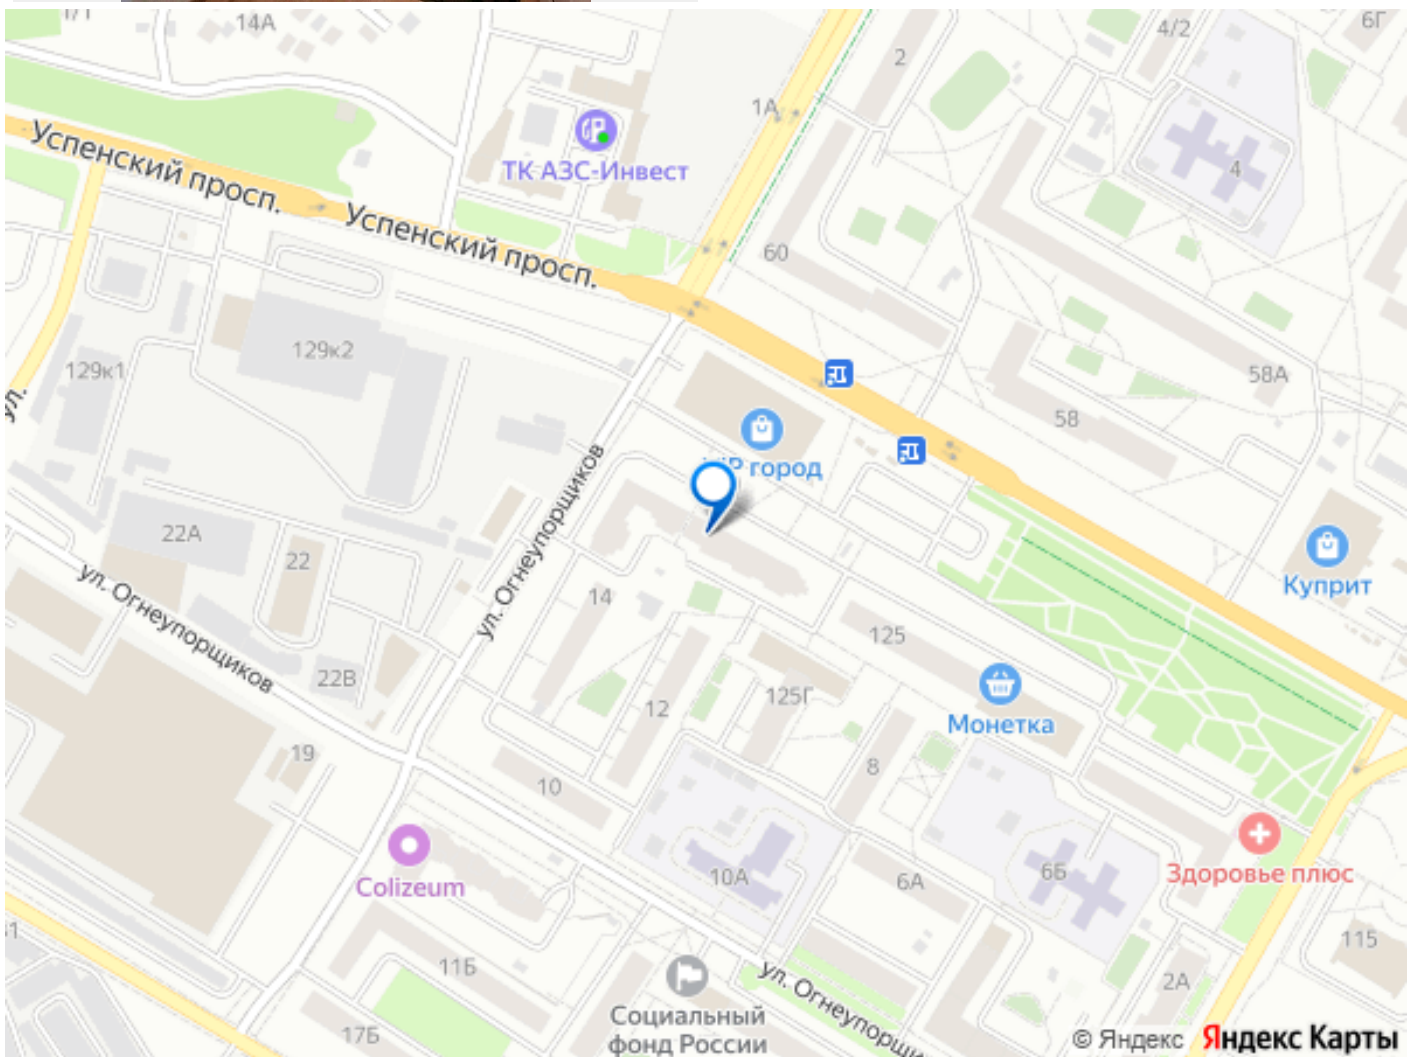 14А
4/2
6Г
2
1А
ТК АЗС-Инвест
4
Успенский просп.
Успенский просп.
60
129к2
129к1
58А
58
ул.
город
ул. Огнеупорщиков
22А
22
ул. Огнеупорщиков
Куприт
14
125
22В
12
125Г
Монетка
19
10
8
Colizeum
10А
6А
6Б
Здоровье плюс
11Б
115
2А
17Б
Социальный
фонд России
ул. Огнеупорщи
© Яндекс Яндекс Карты